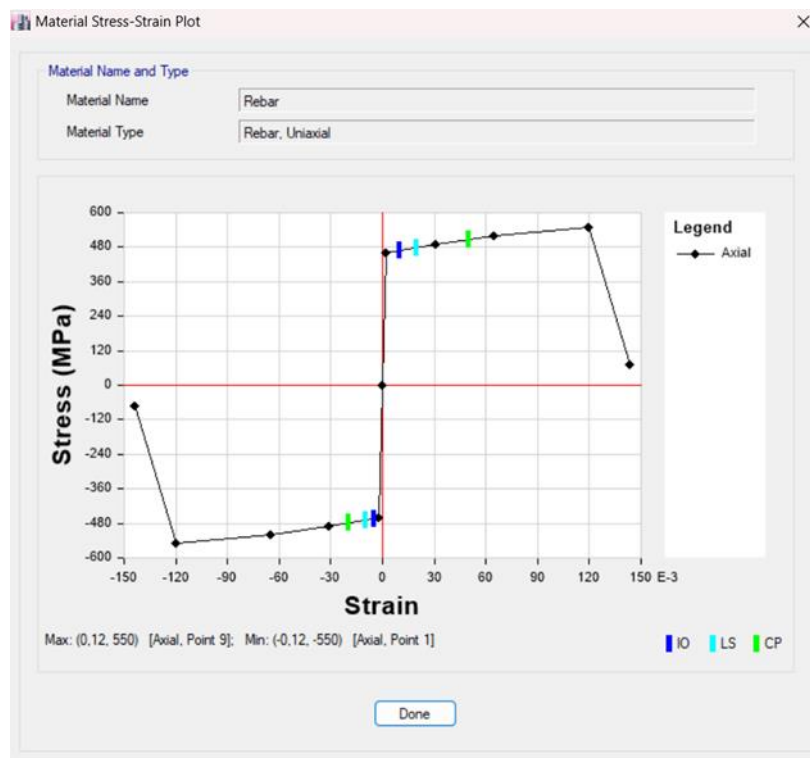 Material Stress-Strain Plot
Material Name and Type
Material Name
Rebar
Material Type
Rebar, Uniaxial
600
480
360
240
120
0
-120
-240
-360
-480
-600
Stress (MPa)
-150 -120 -90 -60 -30 0 30 60 90 120 150 E-3
Strain
Legend
Axial
Max: (0,12, 550) [Axial, Point 9]; Min: (-0,12, -550) [Axial, Point 1]
IO LS CP
Done